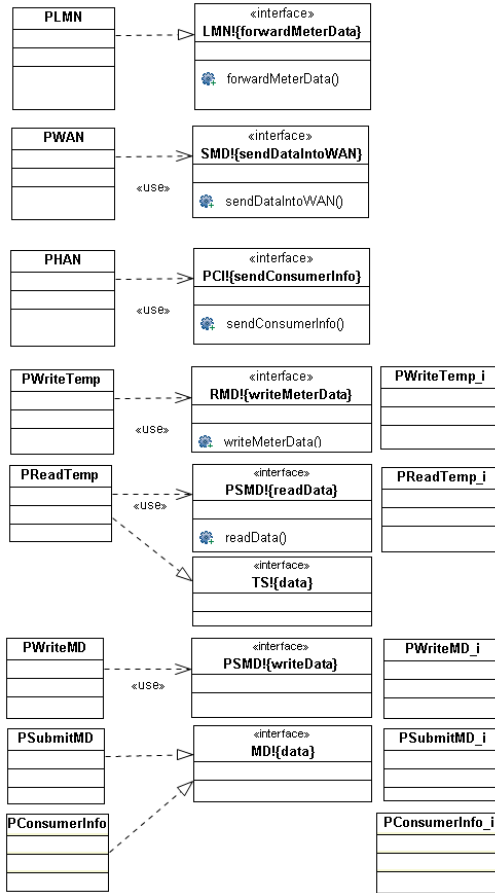 PLMN
«interface»
LMN!{forwardMeterData}
forwardMeterData()
PWAN
«use»
«interface»
SMD!{sendDataIntoWAN}
sendDataIntoWAN()
PHAN
«use»
«interface»
PCI!{sendConsumerInfo}
sendConsumerInfo()
PWriteTemp
«use»
«interface»
RMD!{writeMeterData}
writeMeterData()
PWriteTemp_i
PReadTemp
«use»
«interface»
PSMD!{readData}
readData()
PReadTemp_i
«interface»
TS!{data}
PWriteMD
«use»
«interface»
PSMD!{writeData}
PWriteMD_i
PSubmitMD
«interface»
MD!{data}
PSubmitMD_i
PConsumerInfo
PConsumerInfo_i